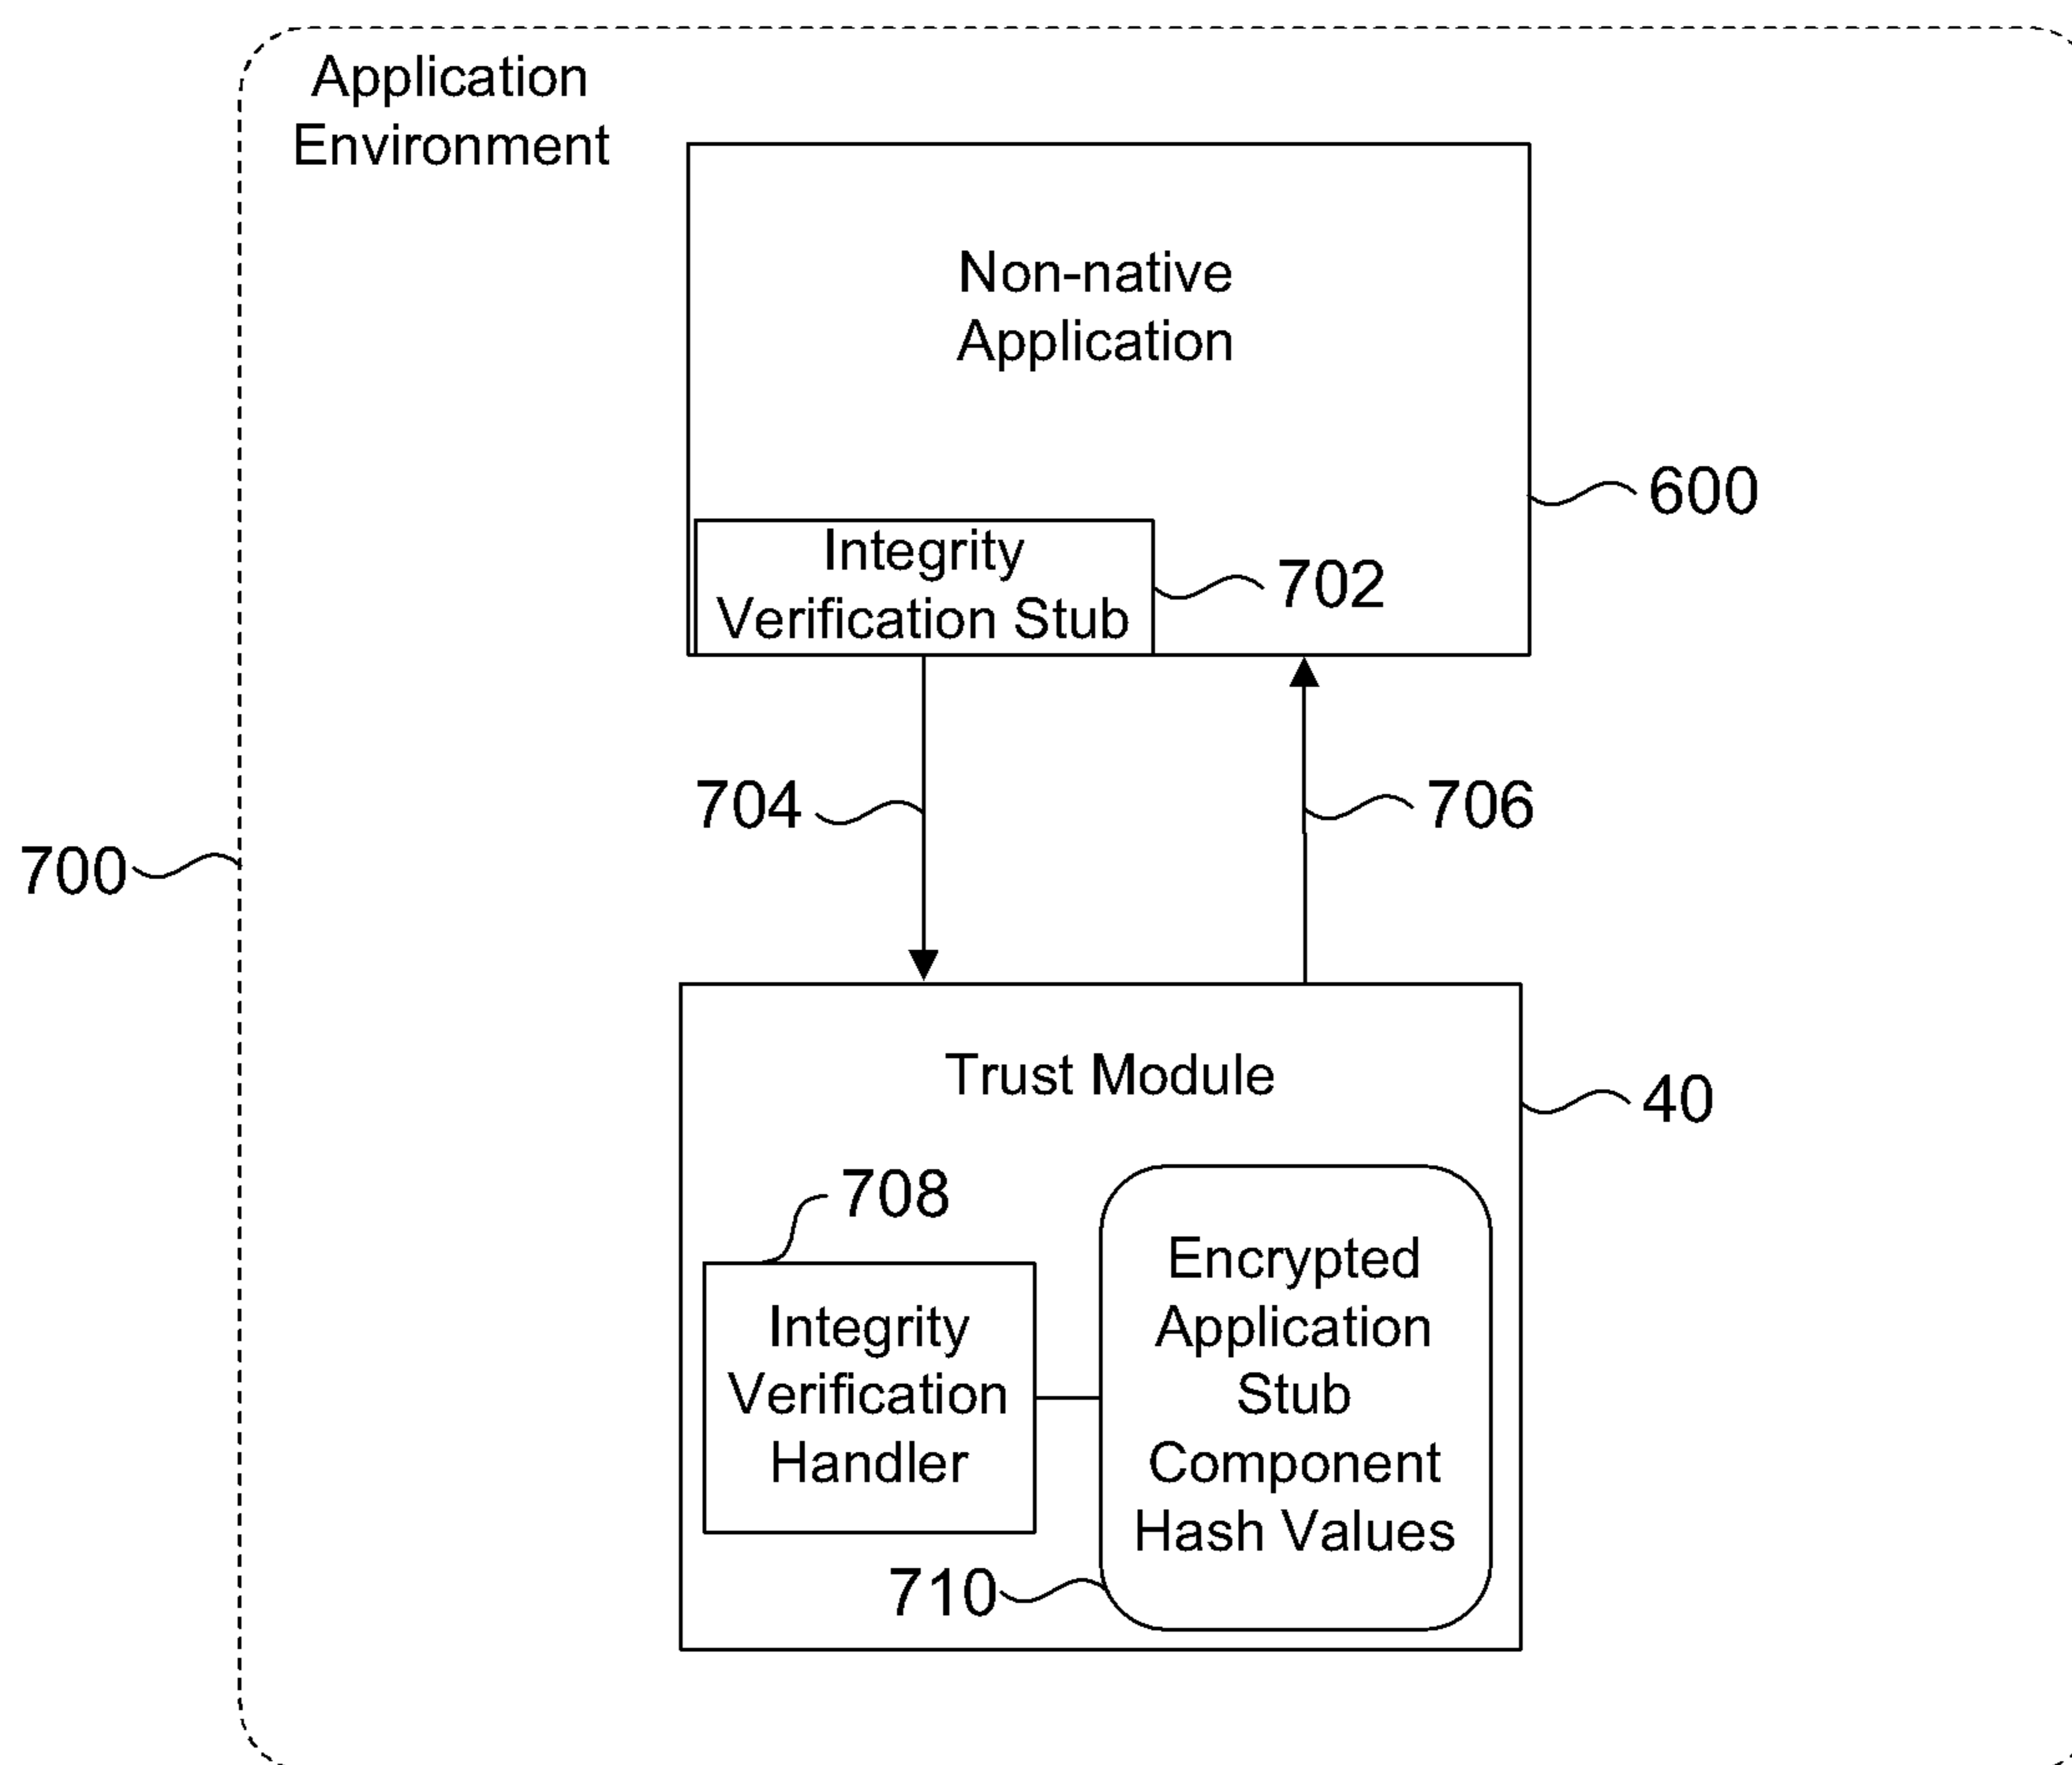 Application
Environment
Non-native
Application
600
Integrity
Verification Stub
702
704
706
700
Trust Module
40
708
Integrity
Verification
Handler
Encrypted
Application
Stub
Component
Hash Values
710